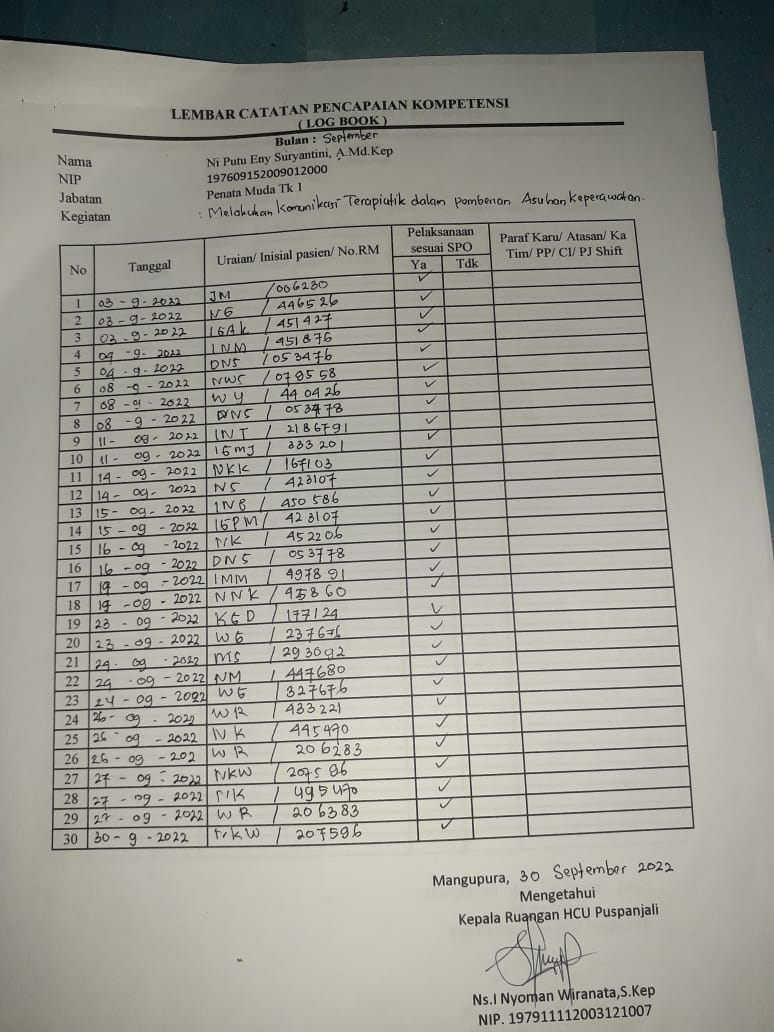 LEMBAR CATATAN PENCAPAIAN KOMPETENSI
( LOG BOOK )
Bulan : September
Nama Ni Putu Eny Suryantini, A.Md.Kep
NIP 197609152009012000
Jabatan Penata Muda Tk 1
Kegiatan : Melakukan Komunikasi Terapiutik dalam pemberian Asuhan Keperawatan.
No Tanggal Uraian/ Inisial pasien/ No.RM Pelaksanaan sesuai SPO Paraf Karu/ Atasan/ Ka Tim/ PP/ CI/ PJ Shift
Ya Tdk
1 03 - 9 - 2022 JM /006230 ✓
2 03 - 9 - 2022 NG / 446526 ✓
3 03 - 9 - 2022 IGAK / 451427 ✓
4 04 - 9 - 2022 INM / 451876 ✓
5 04 - 9 - 2022 DNS / 053476 ✓
6 08 - 9 - 2022 NWS / 078558 ✓
7 08 - 9 - 2022 WY / 440426 ✓
8 08 - 9 - 2022 DNS / 053478 ✓
9 11 - 09 - 2022 INT / 2186791 ✓
10 11 - 09 - 2022 IGMJ / 333201 ✓
11 14 - 09 - 2022 NKK / 167103 ✓
12 14 - 09 - 2022 NS / 423107 ✓
13 15 - 09 - 2022 INB / 450586 ✓
14 15 - 09 - 2022 IGPM / 423107 ✓
15 16 - 09 - 2022 NK / 452206 ✓
16 16 - 09 - 2022 DNS / 053778 ✓
17 19 - 09 - 2022 IMM / 497891 ✓
18 19 - 09 - 2022 NNK / 975860 ✓
19 23 - 09 - 2022 KGD / 177124 ✓
20 23 - 09 - 2022 WG / 237676 ✓
21 24 - 09 - 2022 MS / 293092 ✓
22 24 - 09 - 2022 NM / 447680 ✓
23 24 - 09 - 2022 WG / 327676 ✓
24 26 - 09 - 2022 WR / 433221 ✓
25 26 - 09 - 2022 NK / 445470 ✓
26 26 - 09 - 202 WR / 206283 ✓
27 27 - 09 - 2022 NKW / 207596 ✓
28 27 - 09 - 2022 NK / 495470 ✓
29 27 - 09 - 2022 WR / 206383 ✓
30 30 - 9 - 2022 NKW / 207596 ✓
Mangupura, 30 September 2022
Mengetahui
Kepala Ruangan HCU Puspanjali
Ns.I Nyoman Wiranata,S.Kep
NIP. 197911112003121007